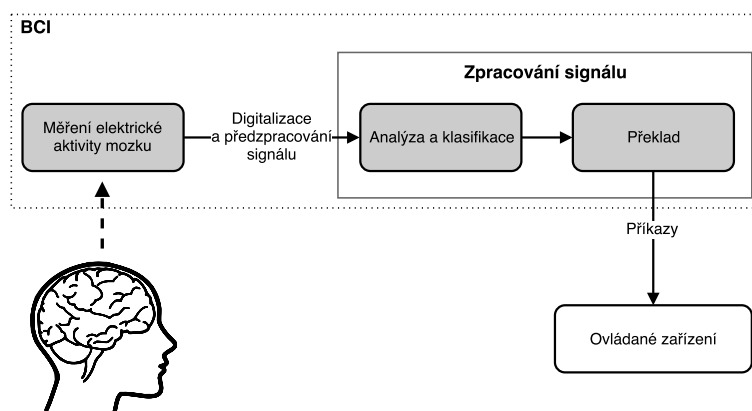 BCI
Zpracování signálu
Měření elektrické
aktivity mozku
Digitalizace
a předzpracování
signálu
Analýza a klasifikace
Překlad
Příkazy
Ovládané zařízení